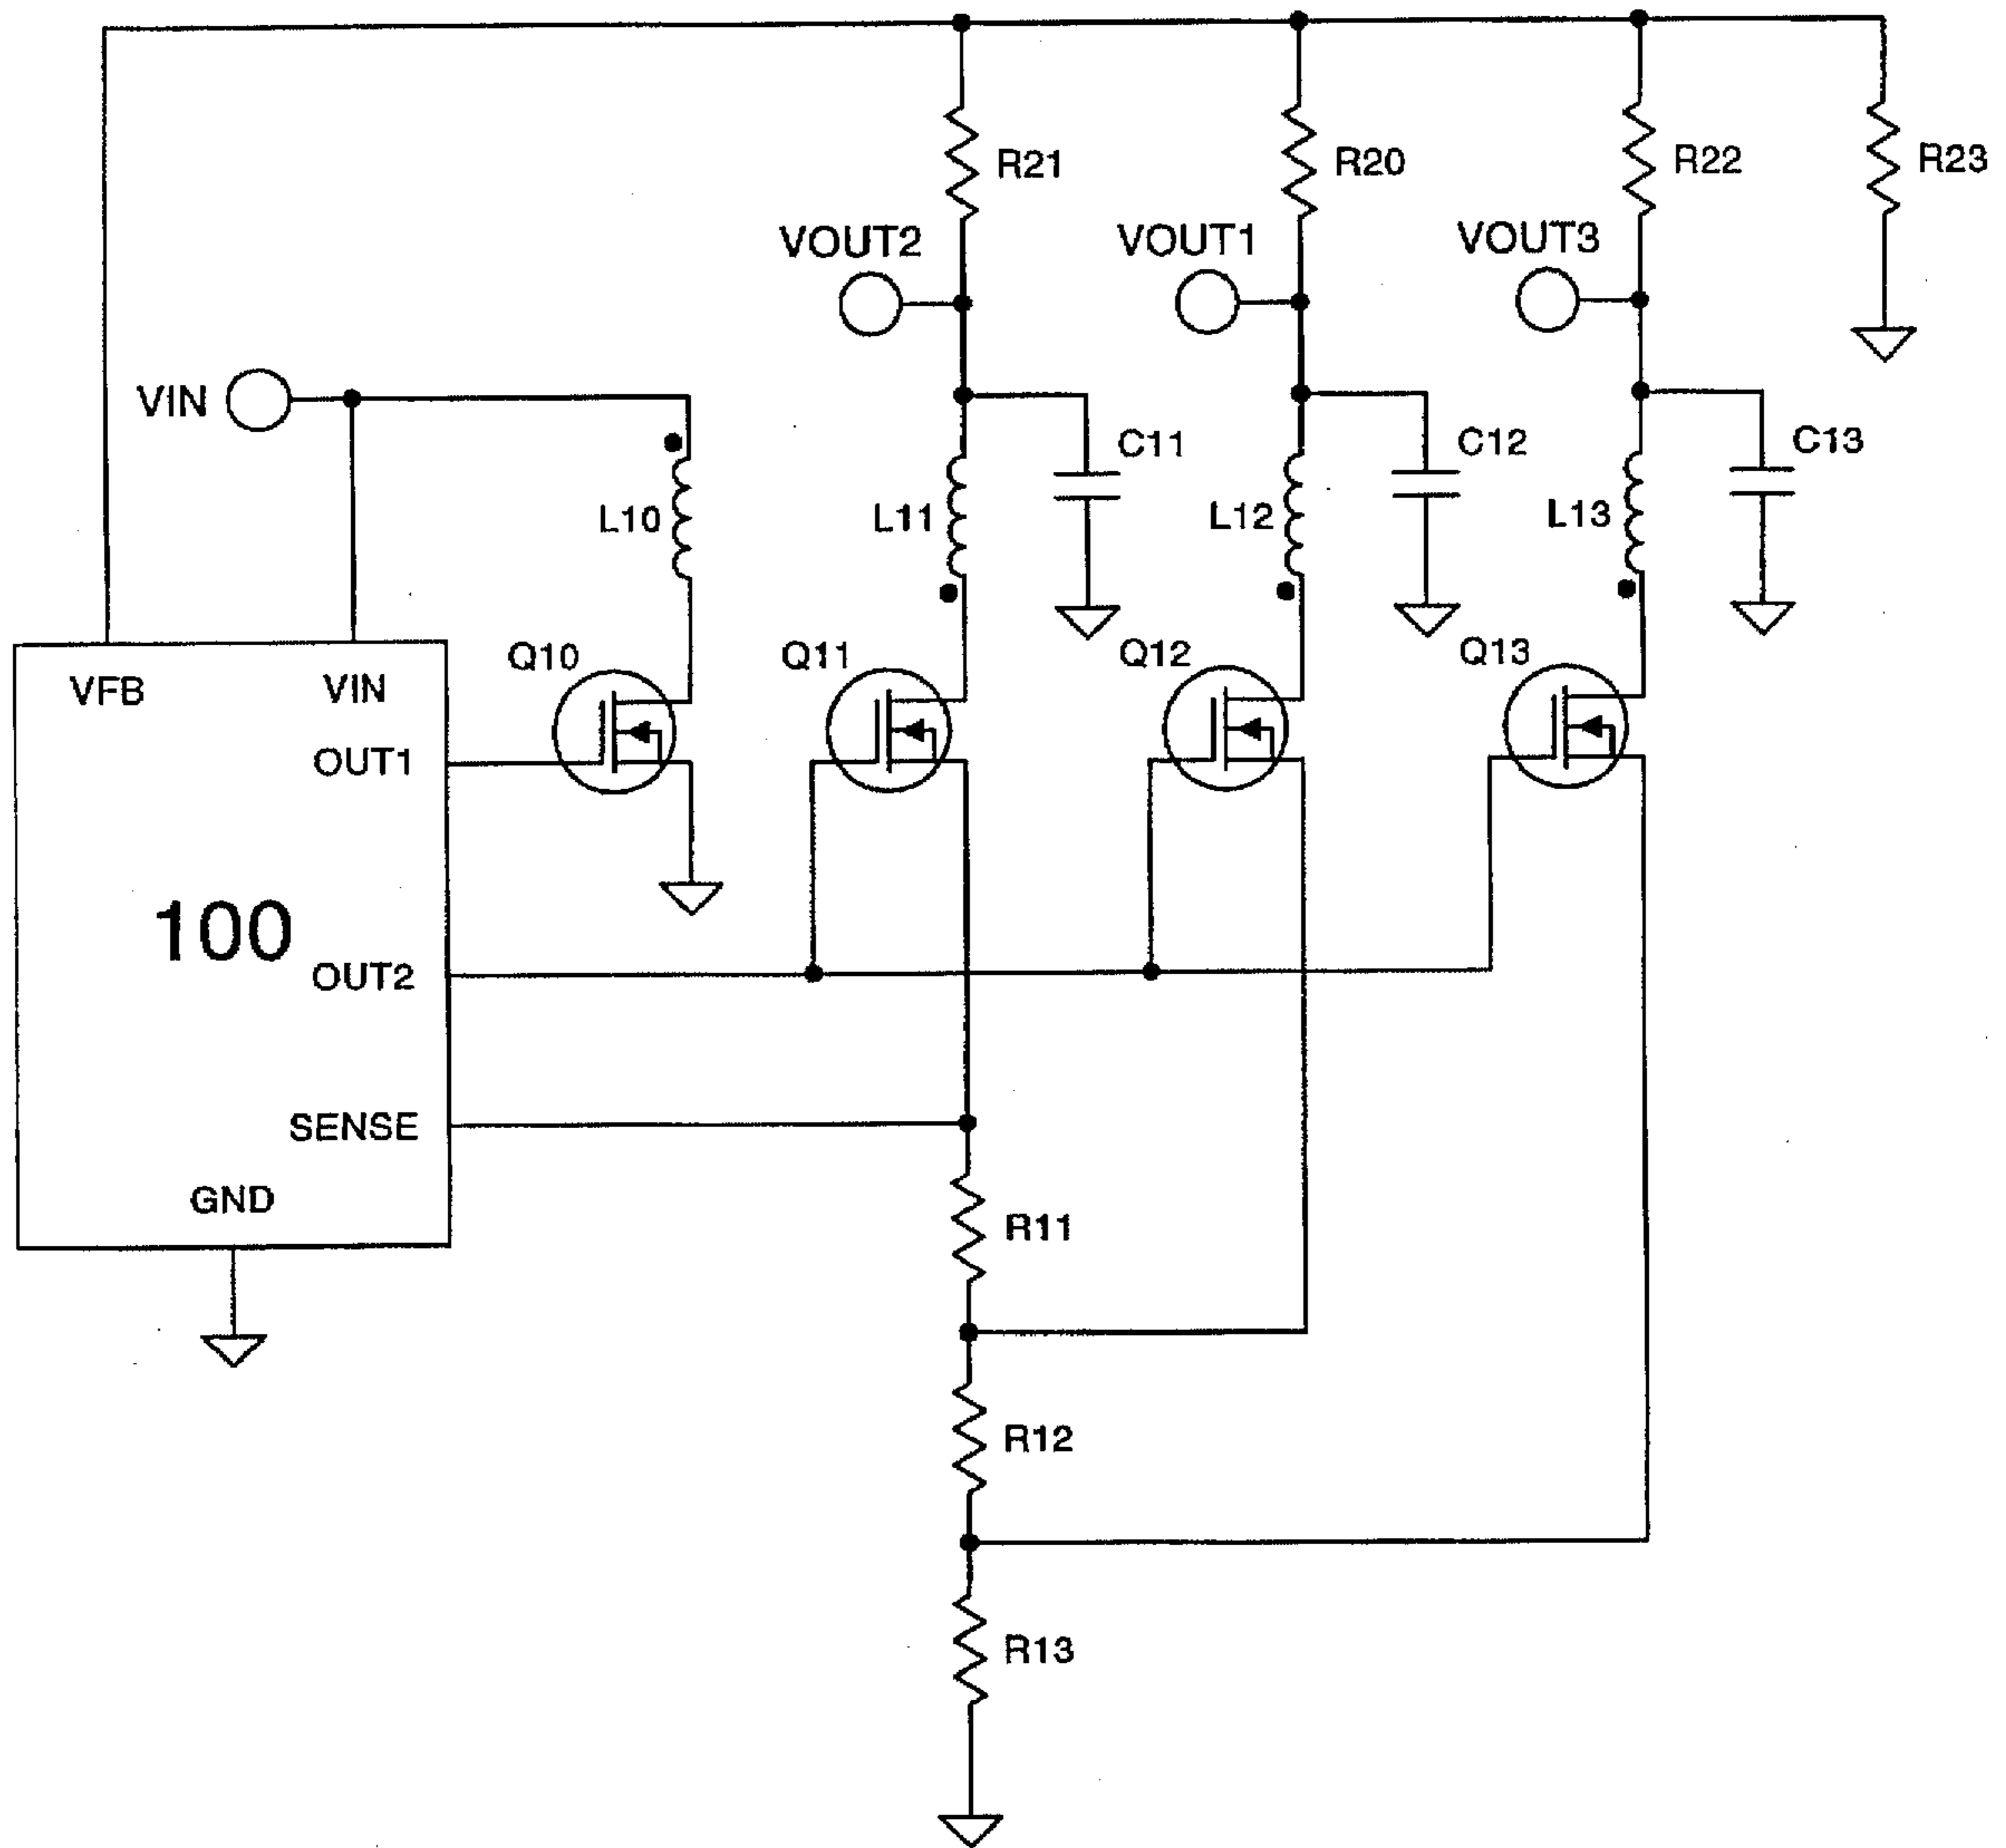 R21
R20
R22
R23
VOUT2
VOUT1
VOUT3
VIN
C11
C12
C13
L10
L11
L12
L13
Q10
Q11
Q12
Q13
VFB
VIN
OUT1
100
OUT2
SENSE
GND
R11
R12
R13